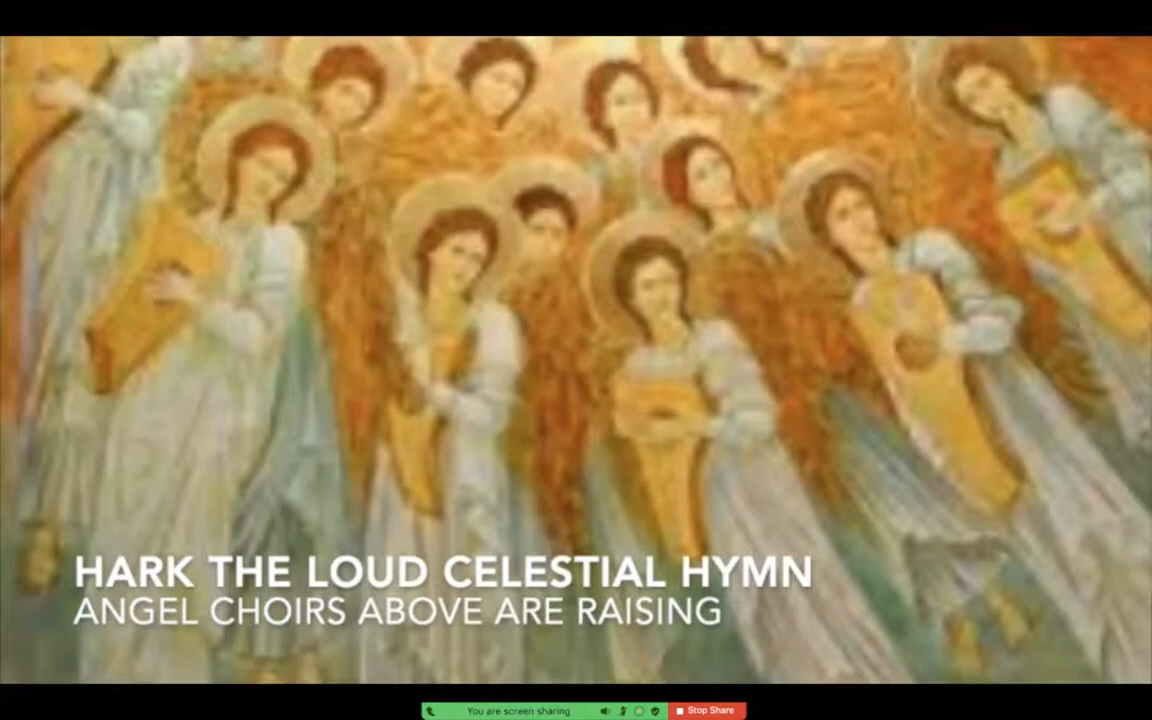 HARK THE LOUD CELESTIAL HYMN
ANGEL CHOIRS ABOVE ARE RAISING
You are screen sharing
Stop Share